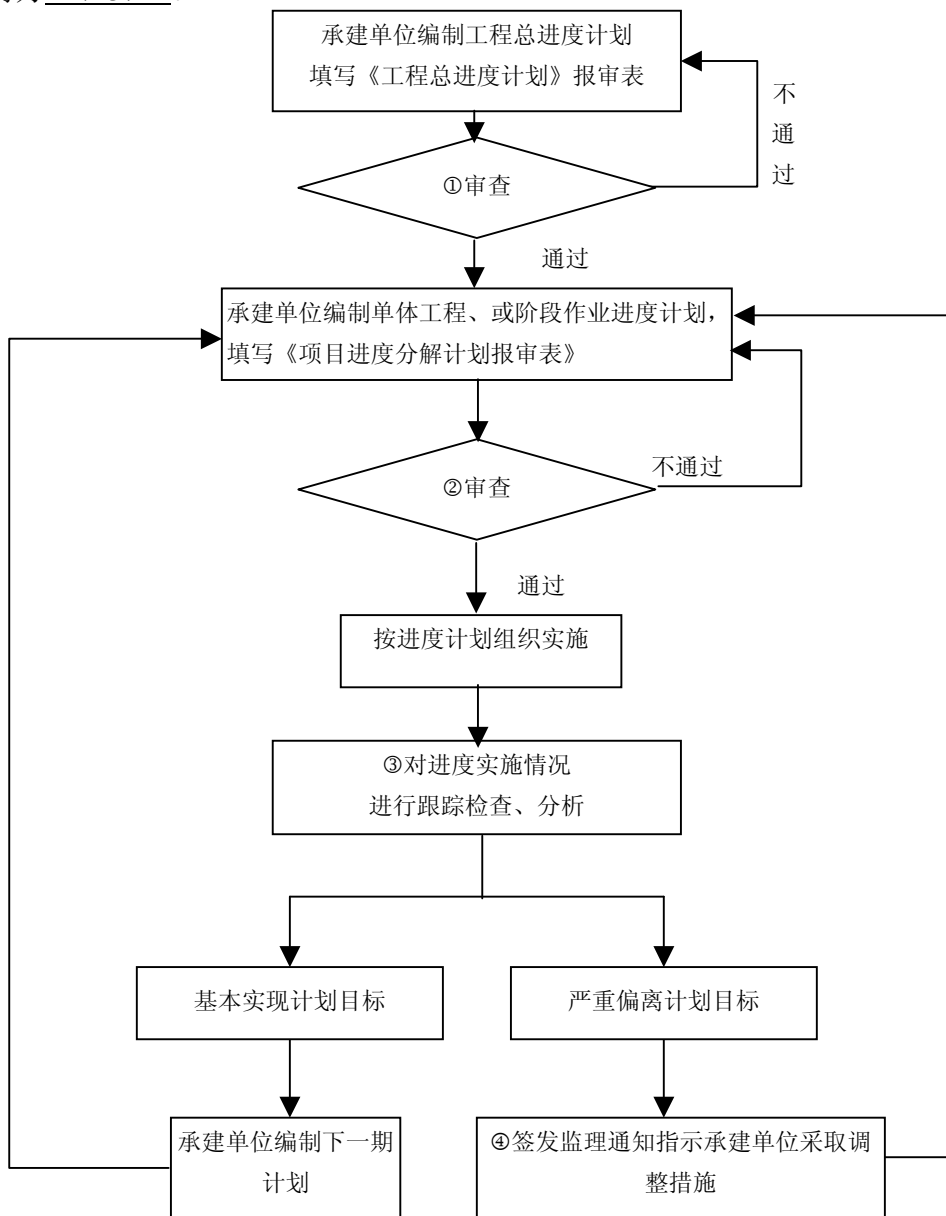 承建单位编制工程总进度计划
填写《工程总进度计划》报审表
不
通
过
①审查
通过
承建单位编制单体工程、或阶段作业进度计划，
填写《项目进度分解计划报审表》
②审查
不通过
通过
按进度计划组织实施
③对进度实施情况
进行跟踪检查、分析
基本实现计划目标
严重偏离计划目标
承建单位编制下一期
计划
④签发监理通知指示承建单位采取调
整措施